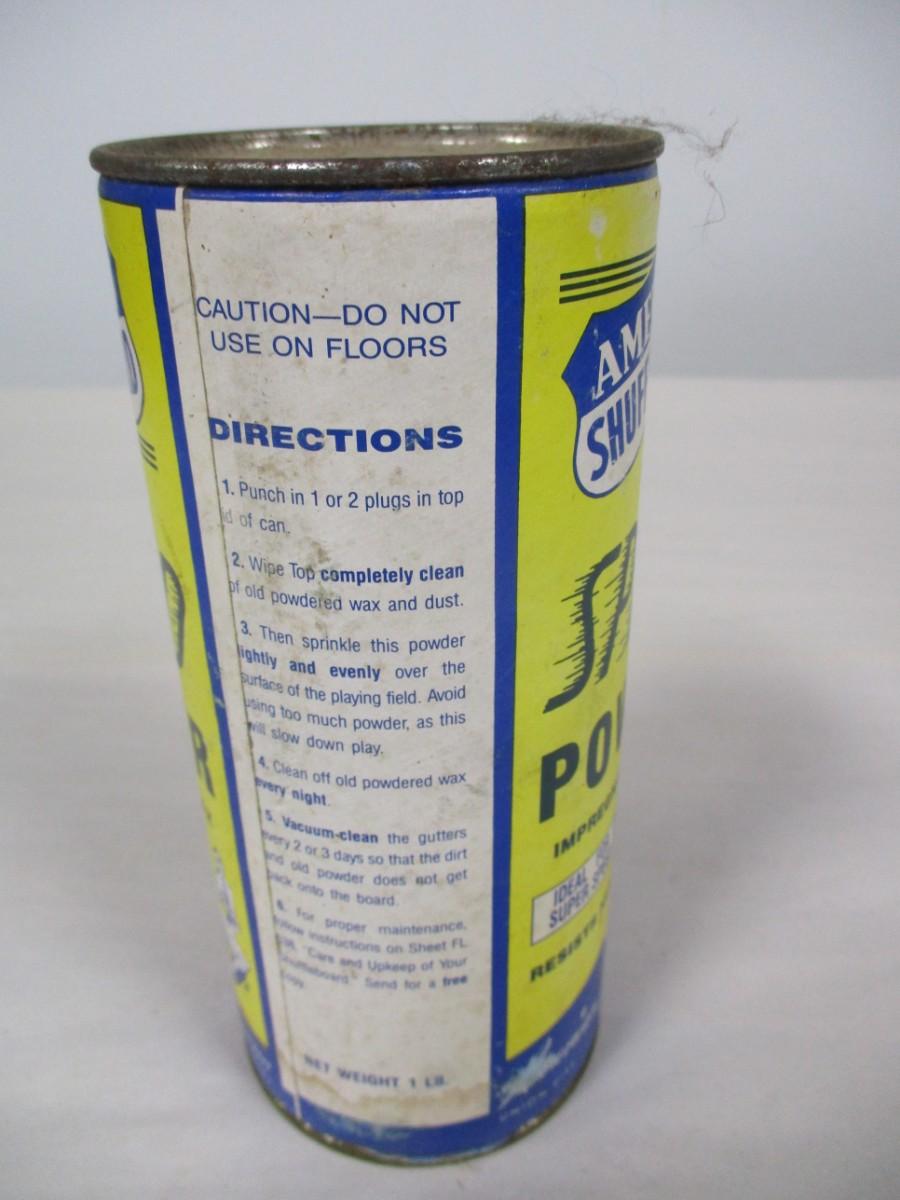 CAUTION—DO NOT
USE ON FLOORS
DIRECTIONS
1. Punch in 1 or 2 plugs in top
id of can.
2. Wipe Top completely clean
of old powdered wax and dust.
3. Then sprinkle this powder
lightly and evenly over the
surface of the playing field. Avoid
using too much powder, as this
will slow down play.
4. Clean off old powdered wax
every night.
5. Vacuum-clean the gutters
every 2 or 3 days so that the dirt
and old powder does not get
back onto the board.
6. For proper maintenance,
follow instructions on Sheet FL
"Care and Upkeep of Your
Shuffleboard." Send for a free
copy.
NET WEIGHT 1 LB.
AME
SHUF
POW
IDEAL
SUPER
RESISTS
R